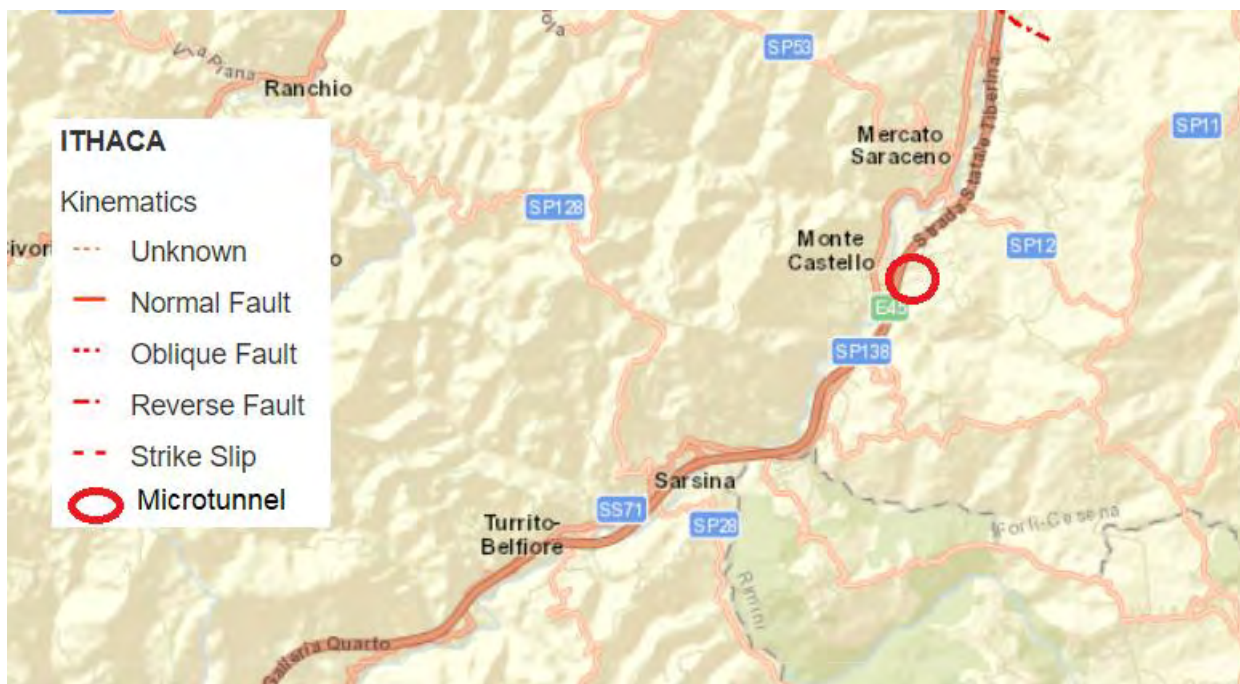 SP53
Ranchio
SP11
Mercato
Saraceno
Strada Statale Tiberina
ITHACA
Kinematics
Unknown
Normal Fault
Oblique Fault
Reverse Fault
Strike Slip
Microtunnel
SP128
SP12
Monte
Castello
E45
SP138
Sarsina
SS71
SP28
Turrito-
Belfiore
Forlì-Cesena
Rimini
Galleria Quarto